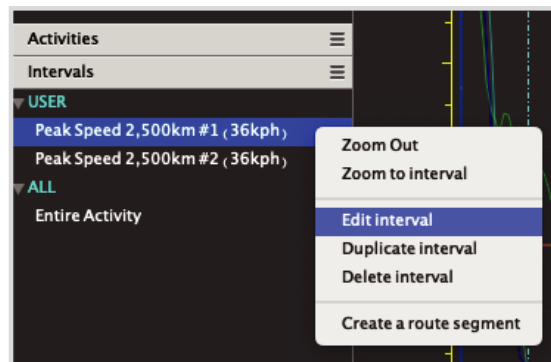 Activities
Intervals
USER
Peak Speed 2,500km #1 (36kph)
Peak Speed 2,500km #2 (36kph)
ALL
Entire Activity
Zoom Out
Zoom to interval
Edit interval
Duplicate interval
Delete interval
Create a route segment